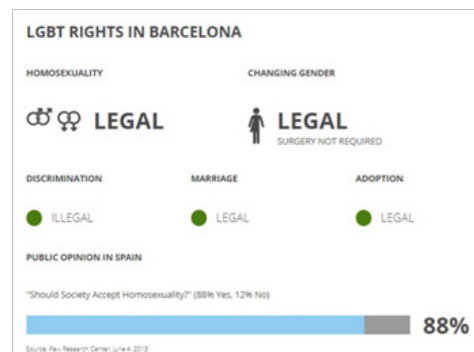 LGBT RIGHTS IN BARCELONA
HOMOSEXUALITY
CHANGING GENDER
LEGAL
LEGAL
SURGERY NOT REQUIRED
DISCRIMINATION
MARRIAGE
ADOPTION
ILLEGAL
LEGAL
LEGAL
PUBLIC OPINION IN SPAIN
"Should Society Accept Homosexuality?" (88% Yes, 12% No)
88%
Source: Pew Research Center, June 4, 2013